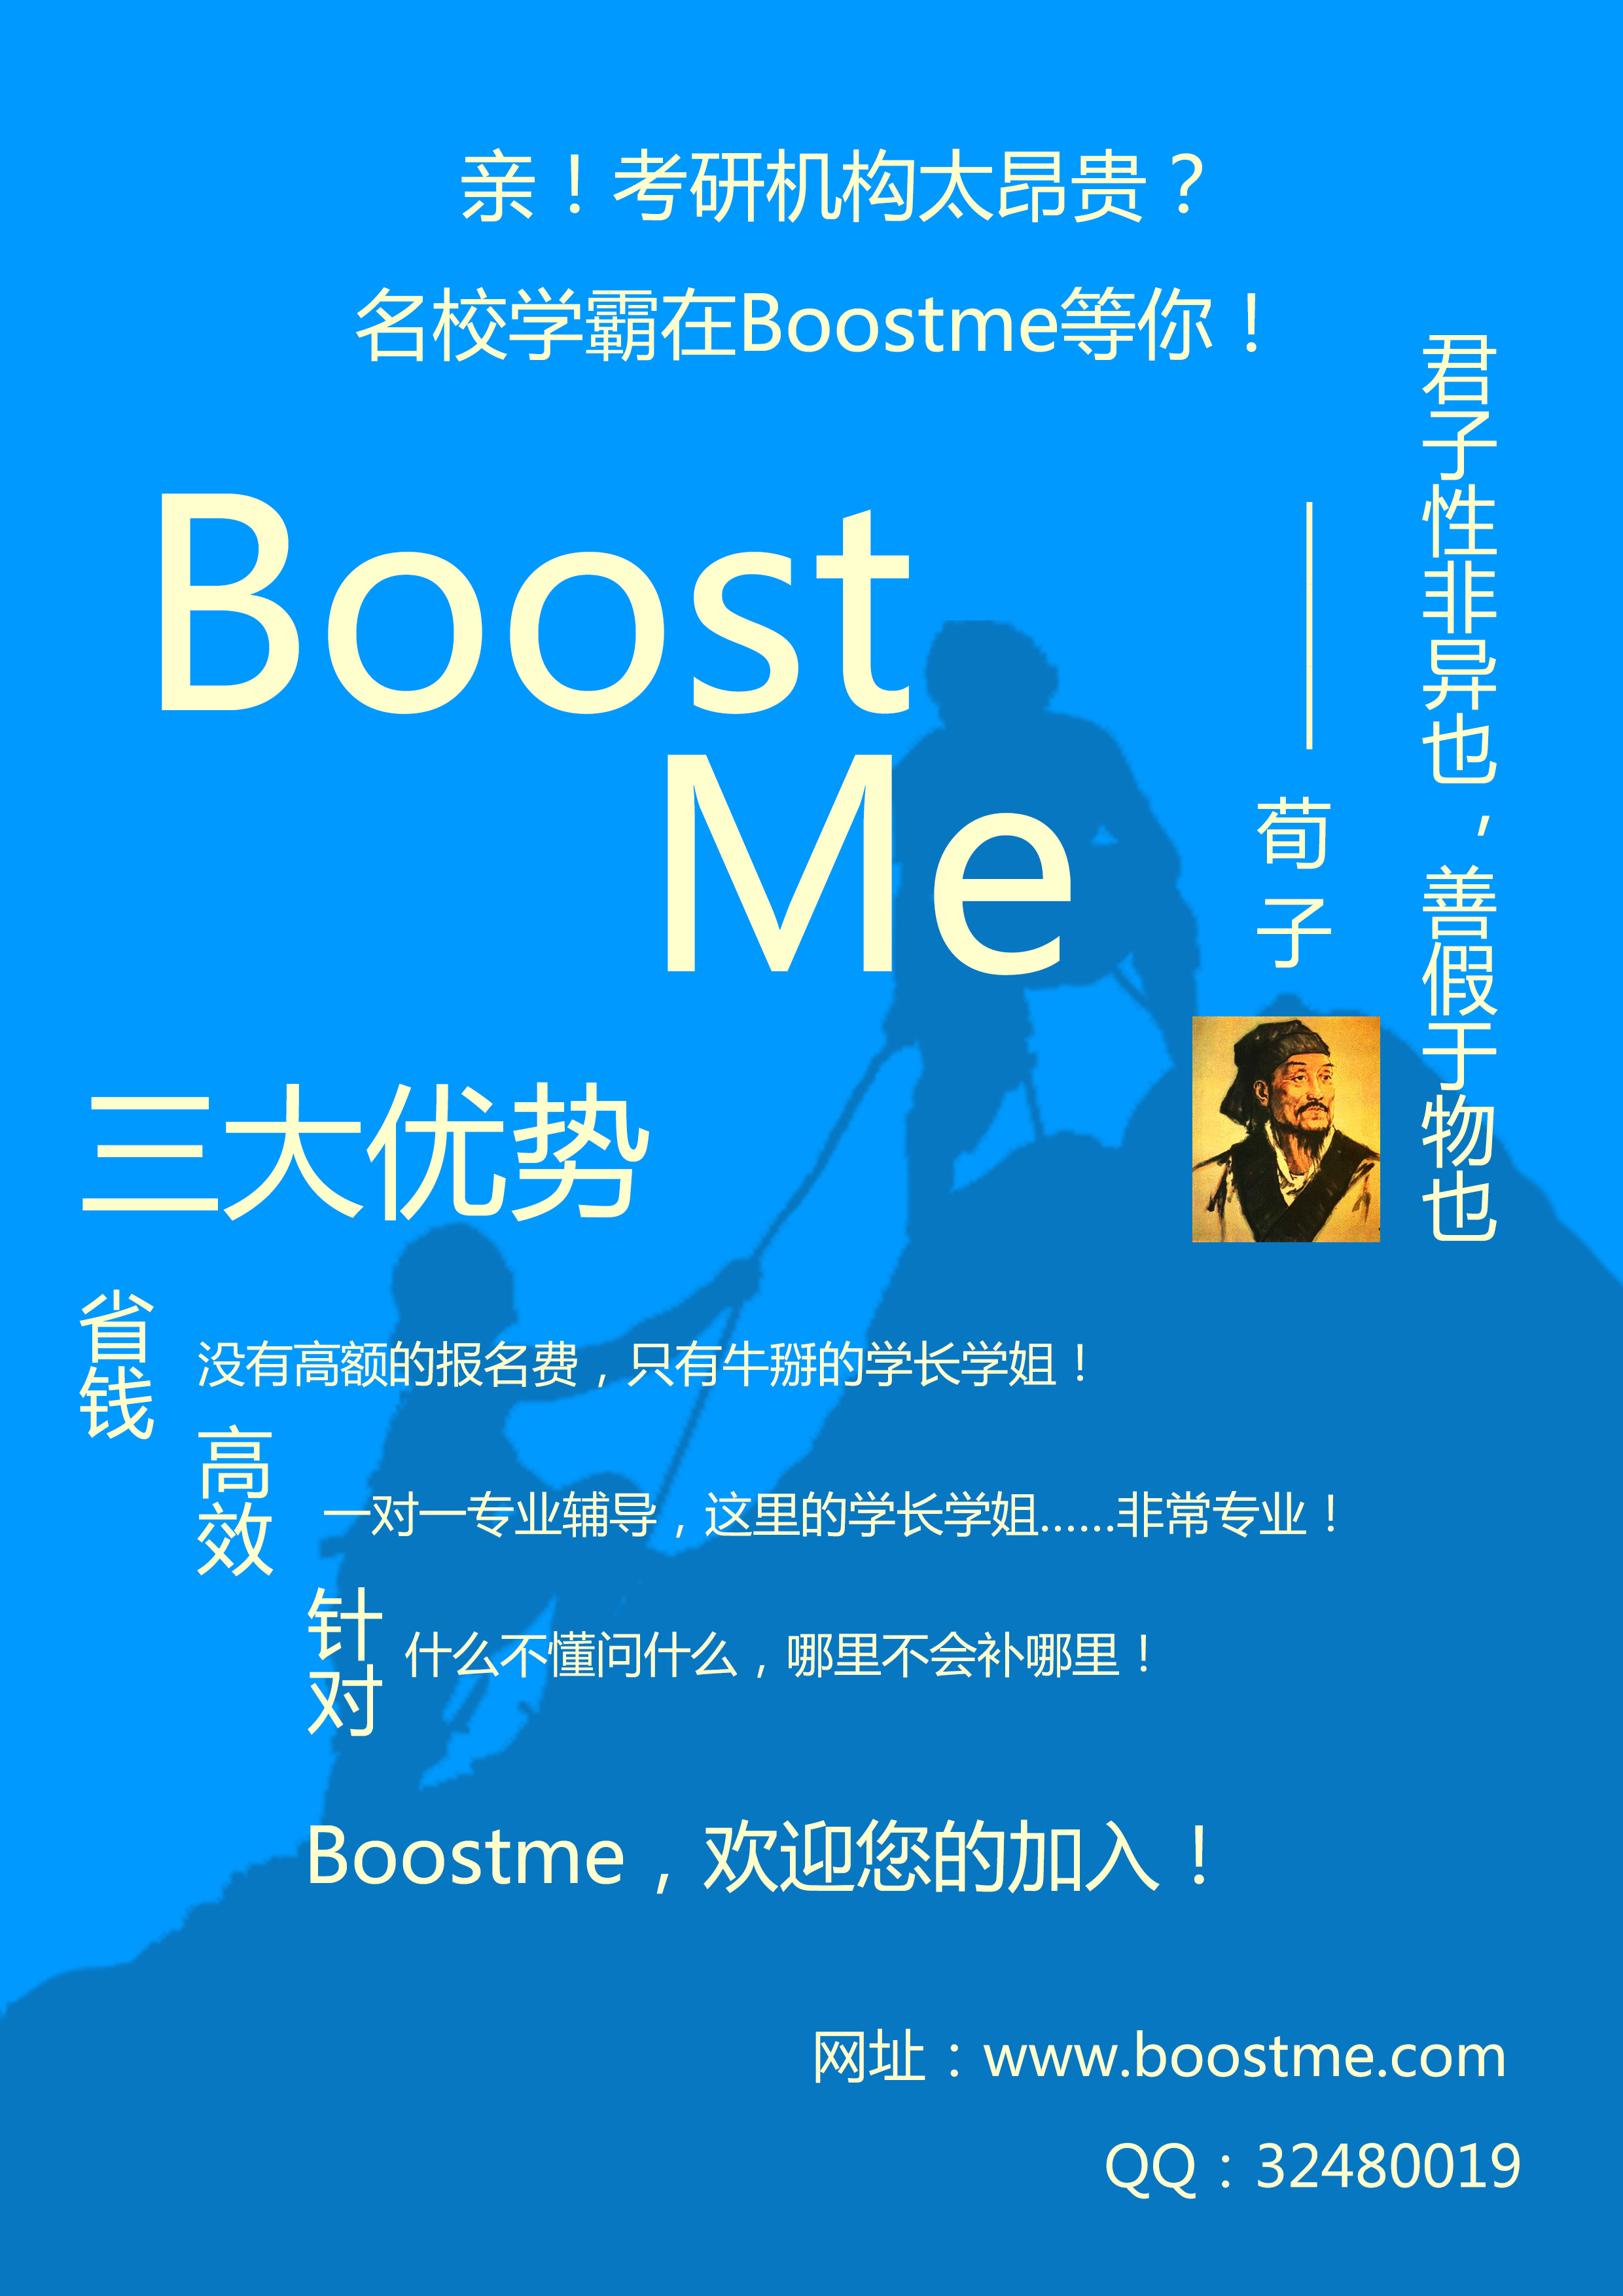 亲！考研机构太昂贵？
名校学霸在Boostme等你！
Boost
Me
君子性非异也，善假于物也
——荀子
三大优势
省钱
没有高额的报名费，只有牛掰的学长学姐！
高效
一对一专业辅导，这里的学长学姐……非常专业！
针对
什么不懂问什么，哪里不会补哪里！
Boostme，欢迎您的加入！
网址：www.boostme.com
QQ：32480019